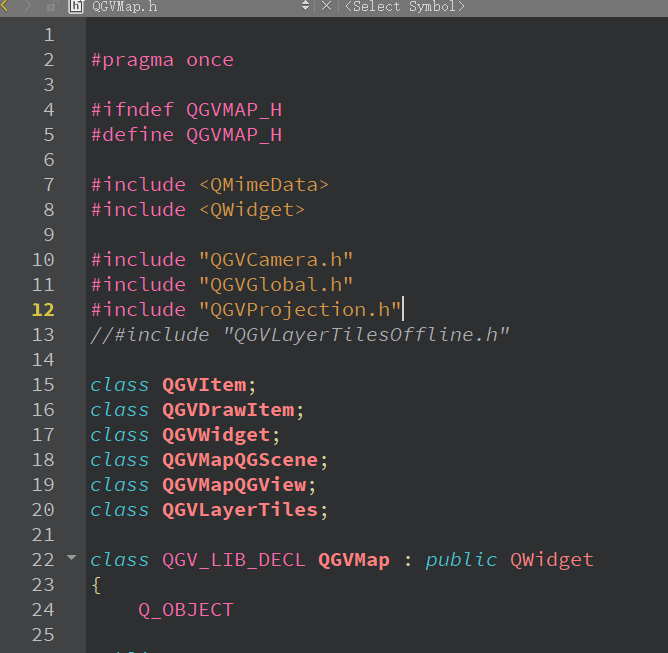 QGVMap.h <Select Symbol>
1
2 #pragma once
3
4 #ifndef QGVMAP_H
5 #define QGVMAP_H
6
7 #include <QMimeData>
8 #include <QWidget>
9
10 #include "QGVCamera.h"
11 #include "QGVGlobal.h"
12 #include "QGVProjection.h"
13 //#include "QGVLayerTilesOffline.h"
14
15 class QGVItem;
16 class QGVDrawItem;
17 class QGVWidget;
18 class QGVMapQGScene;
19 class QGVMapQGView;
20 class QGVLayerTiles;
21
22 class QGV_LIB_DECL QGVMap : public QWidget
23 {
24 Q_OBJECT
25